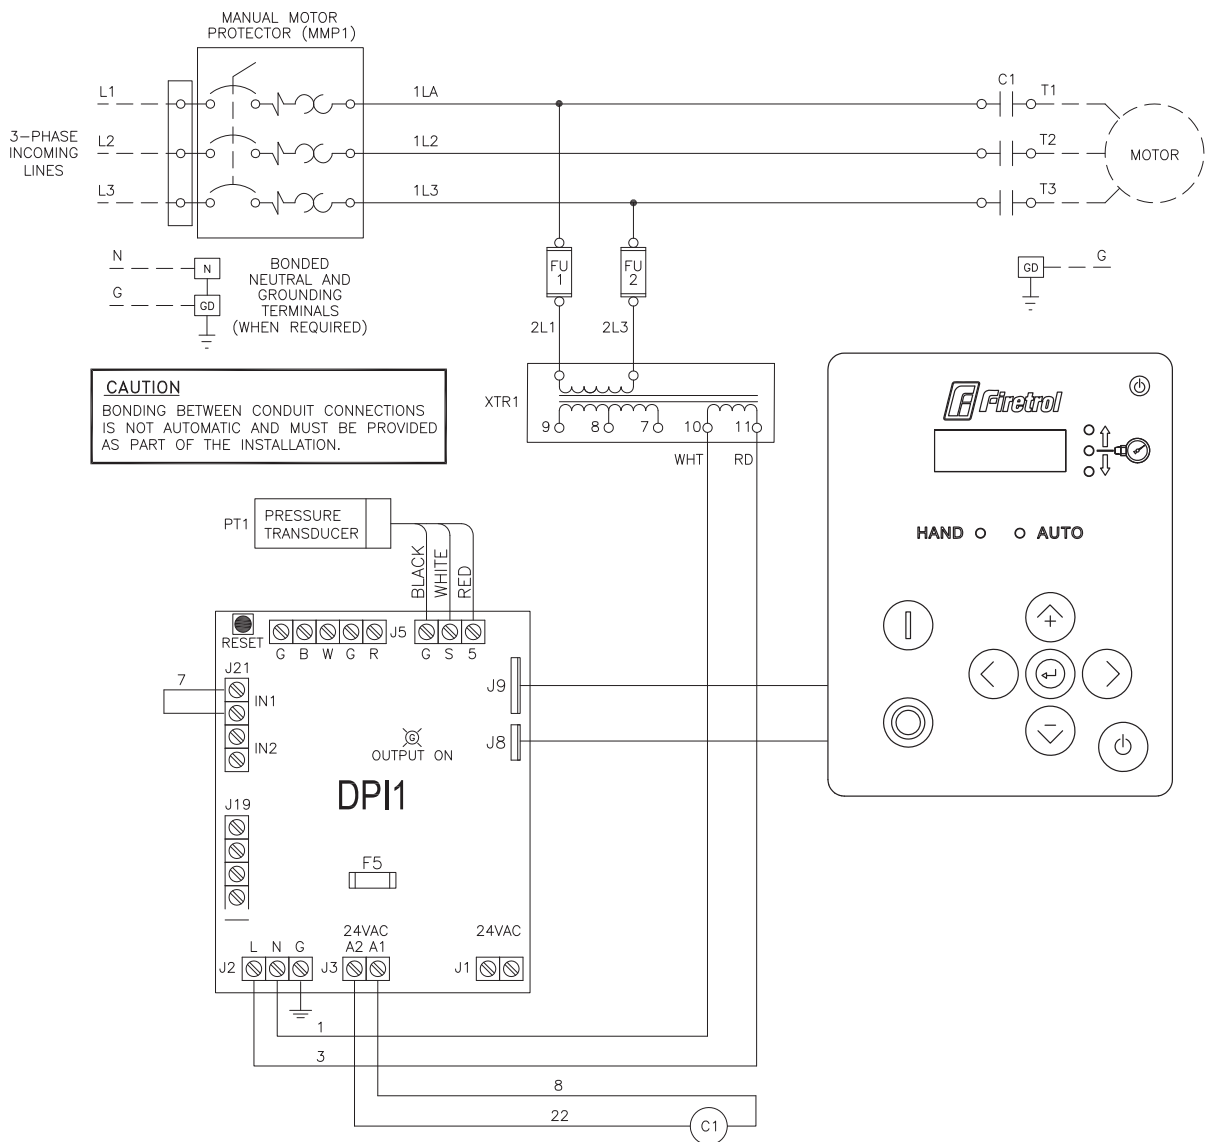 MANUAL MOTOR
PROTECTOR (MMP1)
L1
1LA
C1
T1
3-PHASE
INCOMING
LINES
L2
1L2
T2
MOTOR
L3
1L3
T3
N
N
G
GD
BONDED
NEUTRAL AND
GROUNDING
TERMINALS
(WHEN REQUIRED)
FU
1
FU
2
GD
G
2L1
2L3
CAUTION
BONDING BETWEEN CONDUIT CONNECTIONS
IS NOT AUTOMATIC AND MUST BE PROVIDED
AS PART OF THE INSTALLATION.
XTR1
9
8
7
10
11
WHT
RD
Firetrol
HAND
AUTO
PT1
PRESSURE
TRANSDUCER
BLACK
WHITE
RED
RESET
G B W G R
J5
G S 5
J21
7
IN1
IN2
J9
J8
G
OUTPUT ON
DPI1
J19
F5
24VAC
24VAC
L N G
A2 A1
J2
J3
J1
1
3
8
22
C1